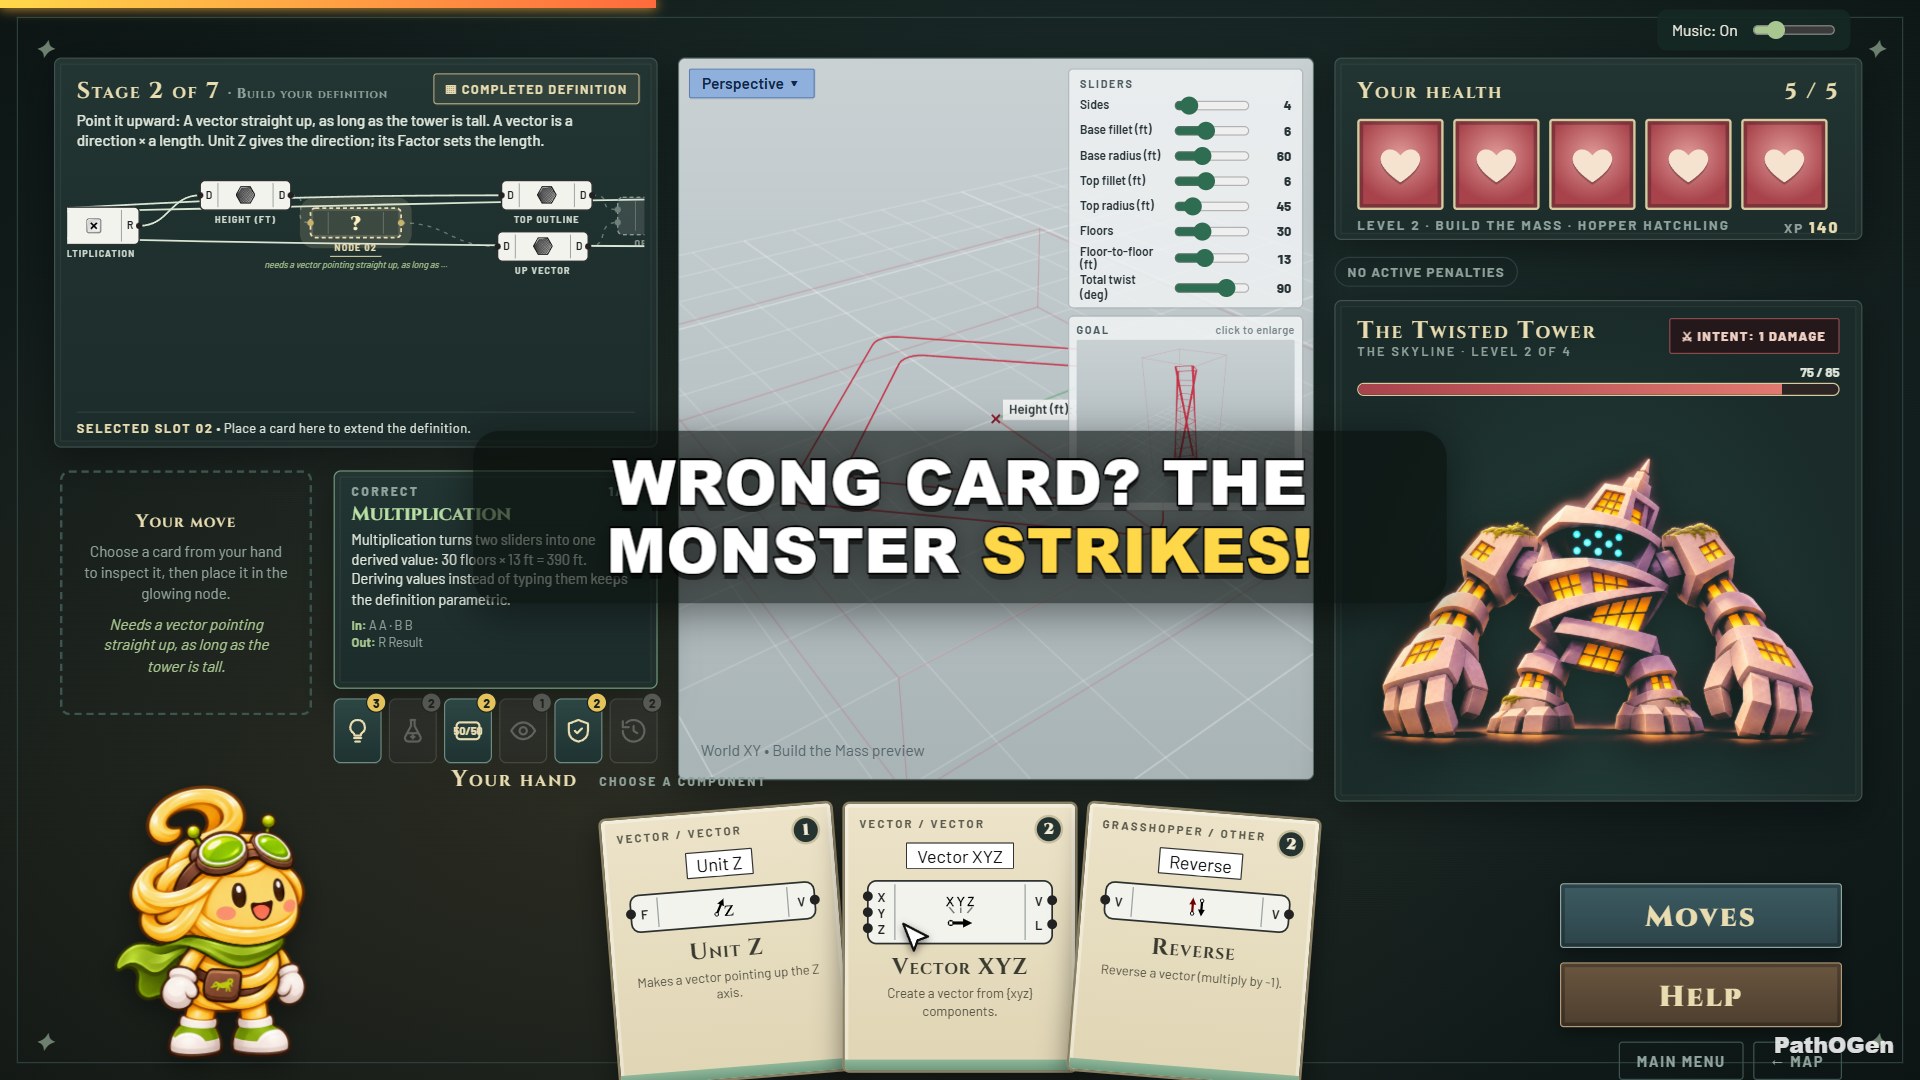 Music: On
STAGE 2 OF 7 · BUILD YOUR DEFINITION
COMPLETED DEFINITION
Point it upward: A vector straight up, as long as the tower is tall. A vector is a
direction × a length. Unit Z gives the direction; its Factor sets the length.
R
LTIPLICATION
D D
HEIGHT (FT)
?
NODE 02
needs a vector pointing straight up, as long as ...
D D
TOP OUTLINE
D D
UP VECTOR
SELECTED SLOT 02 • Place a card here to extend the definition.
Perspective ▼
SLIDERS
Sides 4
Base fillet (ft) 6
Base radius (ft) 60
Top fillet (ft) 6
Top radius (ft) 45
Floors 30
Floor-to-floor
(ft) 13
Total twist
(deg) 90
GOAL click to enlarge
Height (ft)
World XY • Build the Mass preview
YOUR HEALTH 5 / 5
LEVEL 2 · BUILD THE MASS · HOPPER HATCHLING XP 140
NO ACTIVE PENALTIES
THE TWISTED TOWER
INTENT: 1 DAMAGE
THE SKYLINE · LEVEL 2 OF 4
75 / 85
WRONG CARD? THE
MONSTER STRIKES!
YOUR MOVE
Choose a card from your hand
to inspect it, then place it in the
glowing node.
Needs a vector pointing
straight up, as long as the
tower is tall.
CORRECT
MULTIPLICATION
Multiplication turns two sliders into one
derived value: 30 floors × 13 ft = 390 ft.
Deriving values instead of typing them keeps
the definition parametric.
In: A A · B B
Out: R Result
3 2 2 1 2 2
50/50
YOUR HAND CHOOSE A COMPONENT
VECTOR / VECTOR 1
Unit Z
F Z V
UNIT Z
Makes a vector pointing up the Z
axis.
VECTOR / VECTOR 2
Vector XYZ
X Y Z XYZ V L
VECTOR XYZ
Create a vector from {xyz}
components.
GRASSHOPPER / OTHER 2
Reverse
V V
REVERSE
Reverse a vector (multiply by -1).
MOVES
HELP
MAIN MENU
← MAP
PathOGen